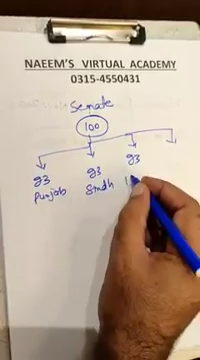 NAEEM'S VIRTUAL ACADEMY
0315-4550431
Senate
100
23 23 23
Punjab Sindh